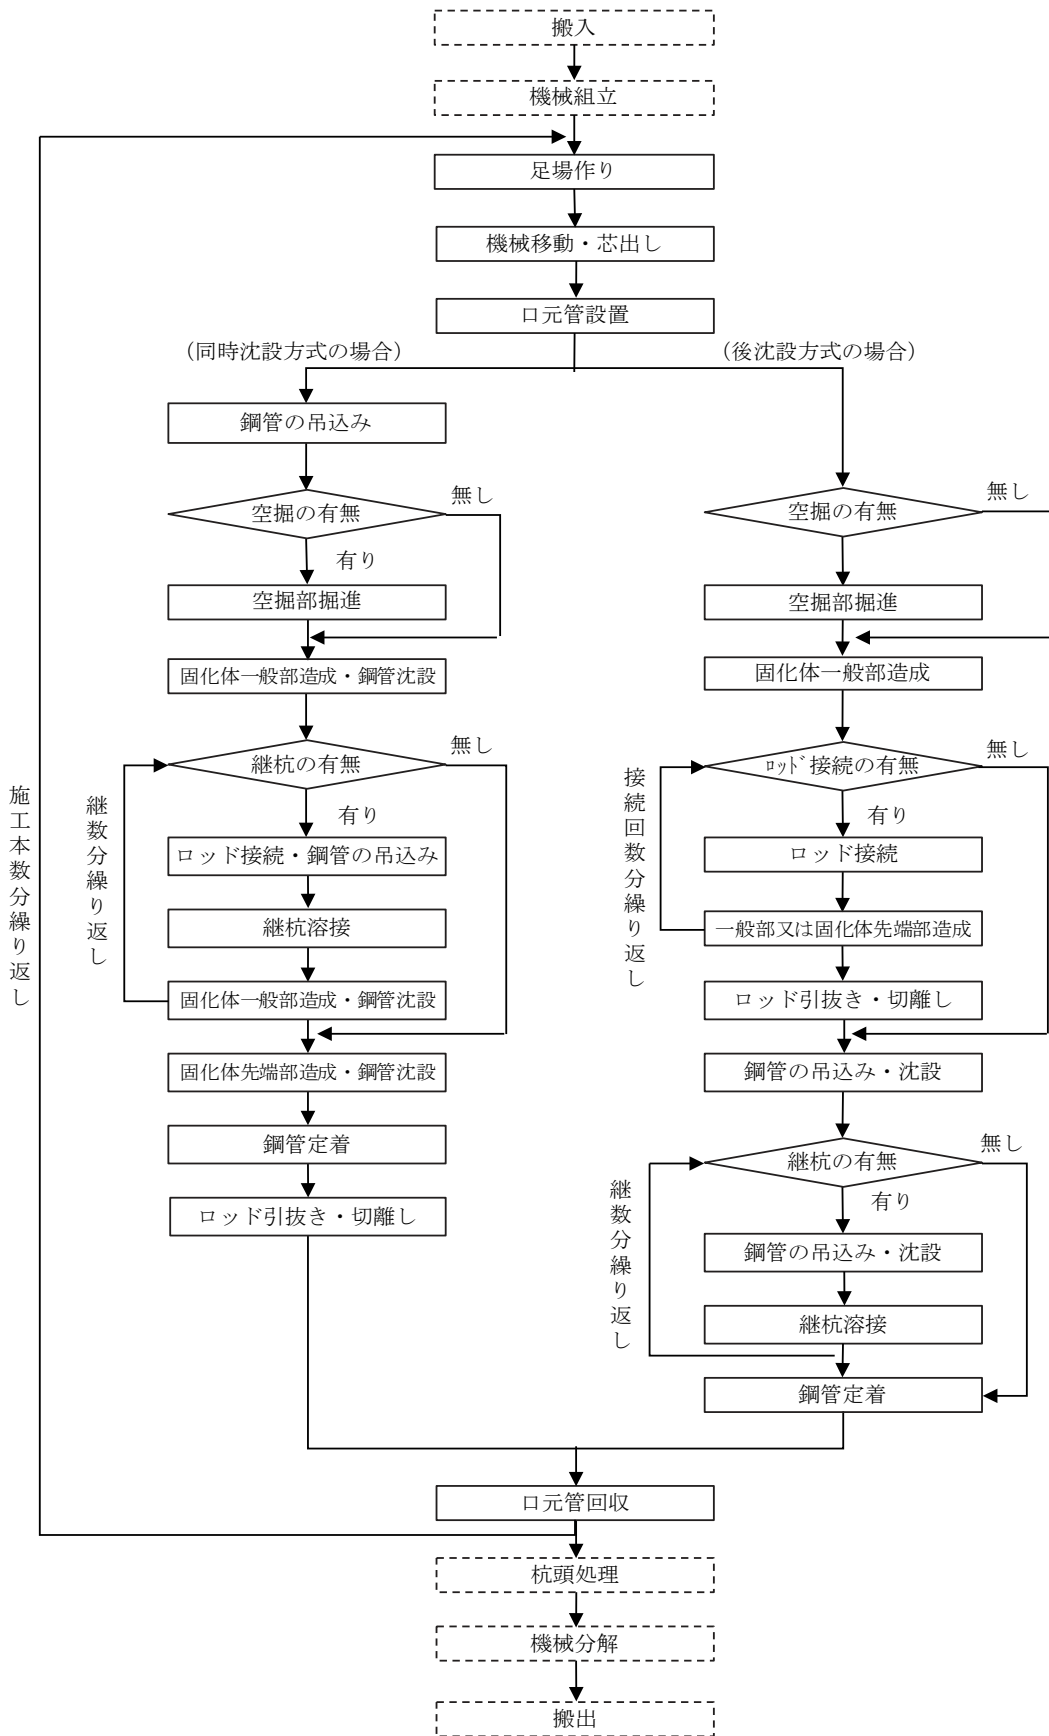 搬入
機械組立
足場作り
機械移動・芯出し
口元管設置
（同時沈設方式の場合）
（後沈設方式の場合）
鋼管の吊込み
空掘の有無
無し
有り
空掘部掘進
固化体一般部造成・鋼管沈設
継杭の有無
無し
有り
ロッド接続・鋼管の吊込み
継杭溶接
固化体一般部造成・鋼管沈設
固化体先端部造成・鋼管沈設
鋼管定着
ロッド引抜き・切離し
継数分繰り返し
施工本数分繰り返し
空掘の有無
無し
空掘部掘進
固化体一般部造成
ﾛｯﾄﾞ接続の有無
無し
有り
ロッド接続
一般部又は固化体先端部造成
接続回数分繰り返し
ロッド引抜き・切離し
鋼管の吊込み・沈設
継杭の有無
無し
有り
鋼管の吊込み・沈設
継杭溶接
継数分繰り返し
鋼管定着
口元管回収
杭頭処理
機械分解
搬出